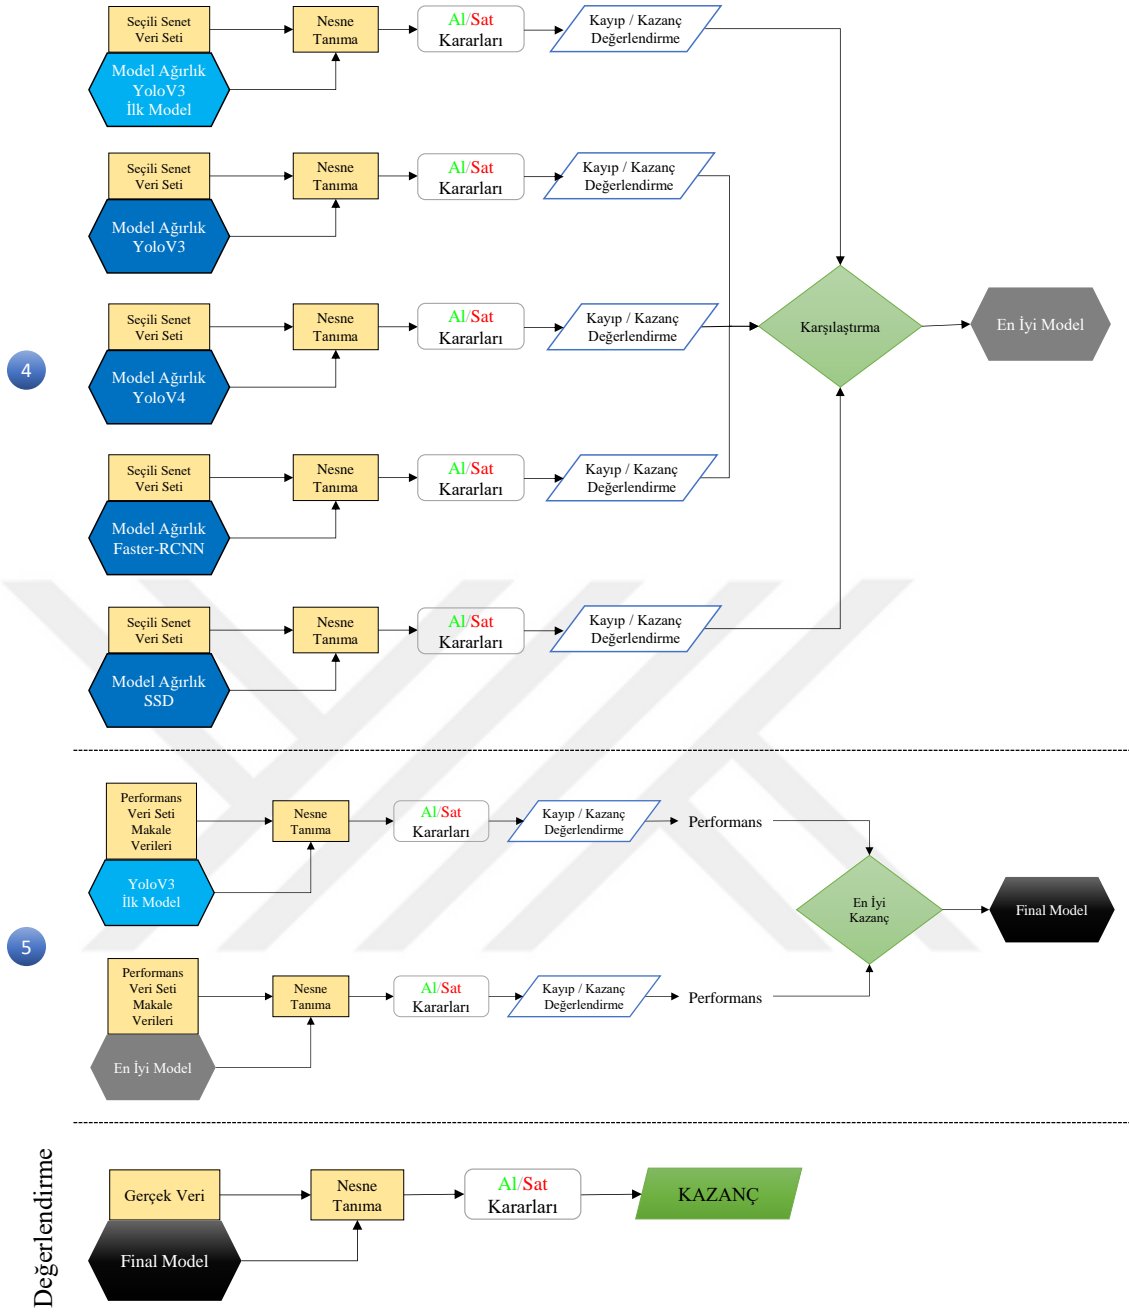 Seçili Senet
Veri Seti
Nesne
Tanıma
Al/Sat
Kararları
Kayıp / Kazanç
Değerlendirme
Model Ağırlık
YoloV3
İlk Model
Seçili Senet
Veri Seti
Nesne
Tanıma
Al/Sat
Kararları
Kayıp / Kazanç
Değerlendirme
Model Ağırlık
YoloV3
Karşılaştırma
En İyi Model
4
Seçili Senet
Veri Seti
Nesne
Tanıma
Al/Sat
Kararları
Kayıp / Kazanç
Değerlendirme
Model Ağırlık
YoloV4
Seçili Senet
Veri Seti
Nesne
Tanıma
Al/Sat
Kararları
Kayıp / Kazanç
Değerlendirme
Model Ağırlık
Faster-RCNN
Seçili Senet
Veri Seti
Nesne
Tanıma
Al/Sat
Kararları
Kayıp / Kazanç
Değerlendirme
Model Ağırlık
SSD
5
Performans
Veri Seti
Makale
Verileri
Nesne
Tanıma
Al/Sat
Kararları
Kayıp / Kazanç
Değerlendirme
Performans
YoloV3
İlk Model
En İyi
Kazanç
Final Model
Performans
Veri Seti
Makale
Verileri
Nesne
Tanıma
Al/Sat
Kararları
Kayıp / Kazanç
Değerlendirme
Performans
En İyi Model
Değerlendirme
Gerçek Veri
Nesne
Tanıma
Al/Sat
Kararları
KAZANÇ
Final Model